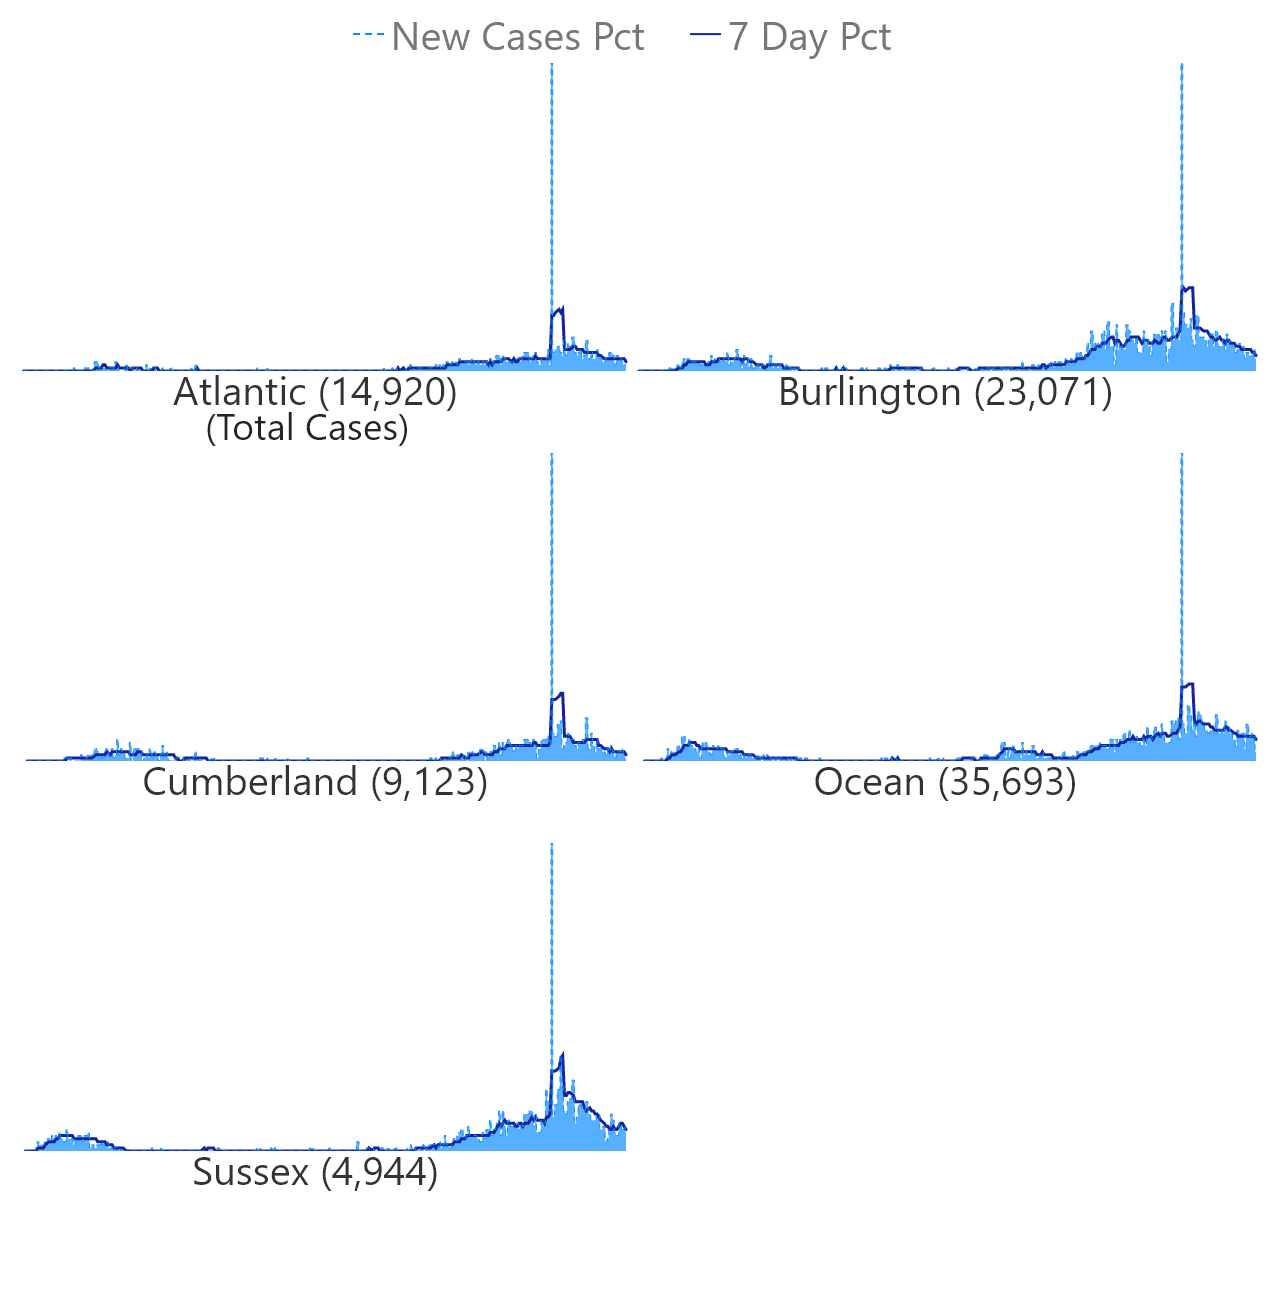 New Cases Pct 7 Day Pct
Atlantic (14,920) Burlington (23,071)
(Total Cases)
Cumberland (9,123) Ocean (35,693)
Sussex (4,944)